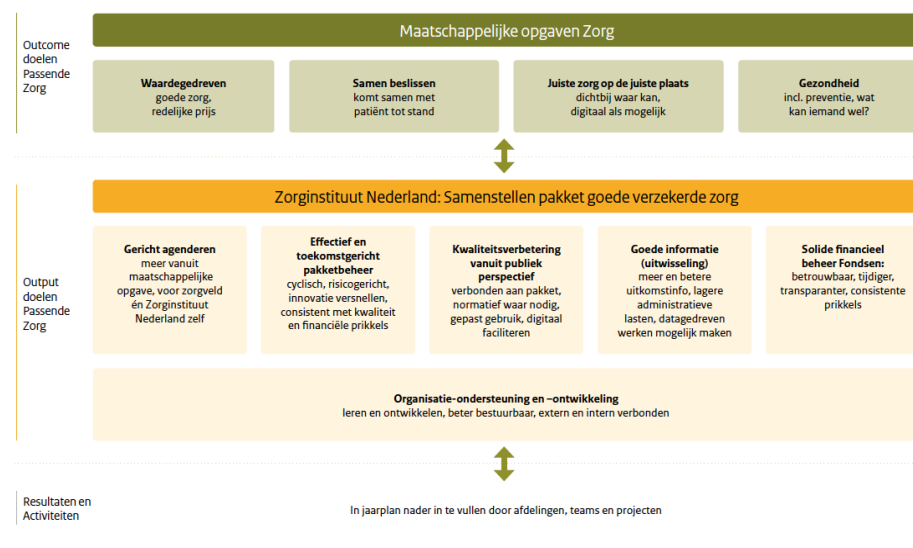 Outcome
doelen
Passende
Zorg
Maatschappelijke opgaven Zorg
Waardegedreven
goede zorg,
redelijke prijs
Samen beslissen
komt samen met
patiënt tot stand
Juiste zorg op de juiste plaats
dichtbij waar kan,
digitaal als mogelijk
Gezondheid
incl. preventie, wat
kan iemand wel?
Output
doelen
Passende
Zorg
Zorginstituut Nederland: Samenstellen pakket goede verzekerde zorg
Gericht agenderen
meer vanuit
maatschappelijke
opgave, voor zorgveld
én Zorginstituut
Nederland zelf
Effectief en
toekomstgericht
pakketbeheer
cyclisch, risicogericht,
innovatie versnellen,
consistent met kwaliteit
en financiële prikkels
Kwaliteitsverbetering
vanuit publiek
perspectief
verbonden aan pakket,
normatief waar nodig,
gepast gebruik, digitaal
faciliteren
Goede informatie
(uitwisseling)
meer en betere
uitkomstinfo, lagere
administratieve
lasten, datagedreven
werken mogelijk maken
Solide financieel
beheer Fondsen:
betrouwbaar, tijdiger,
transparanter, consistente
prikkels
Organisatie-ondersteuning en –ontwikkeling
leren en ontwikkelen, beter bestuurbaar, extern en intern verbonden
Resultaten en
Activiteiten
In jaarplan nader in te vullen door afdelingen, teams en projecten